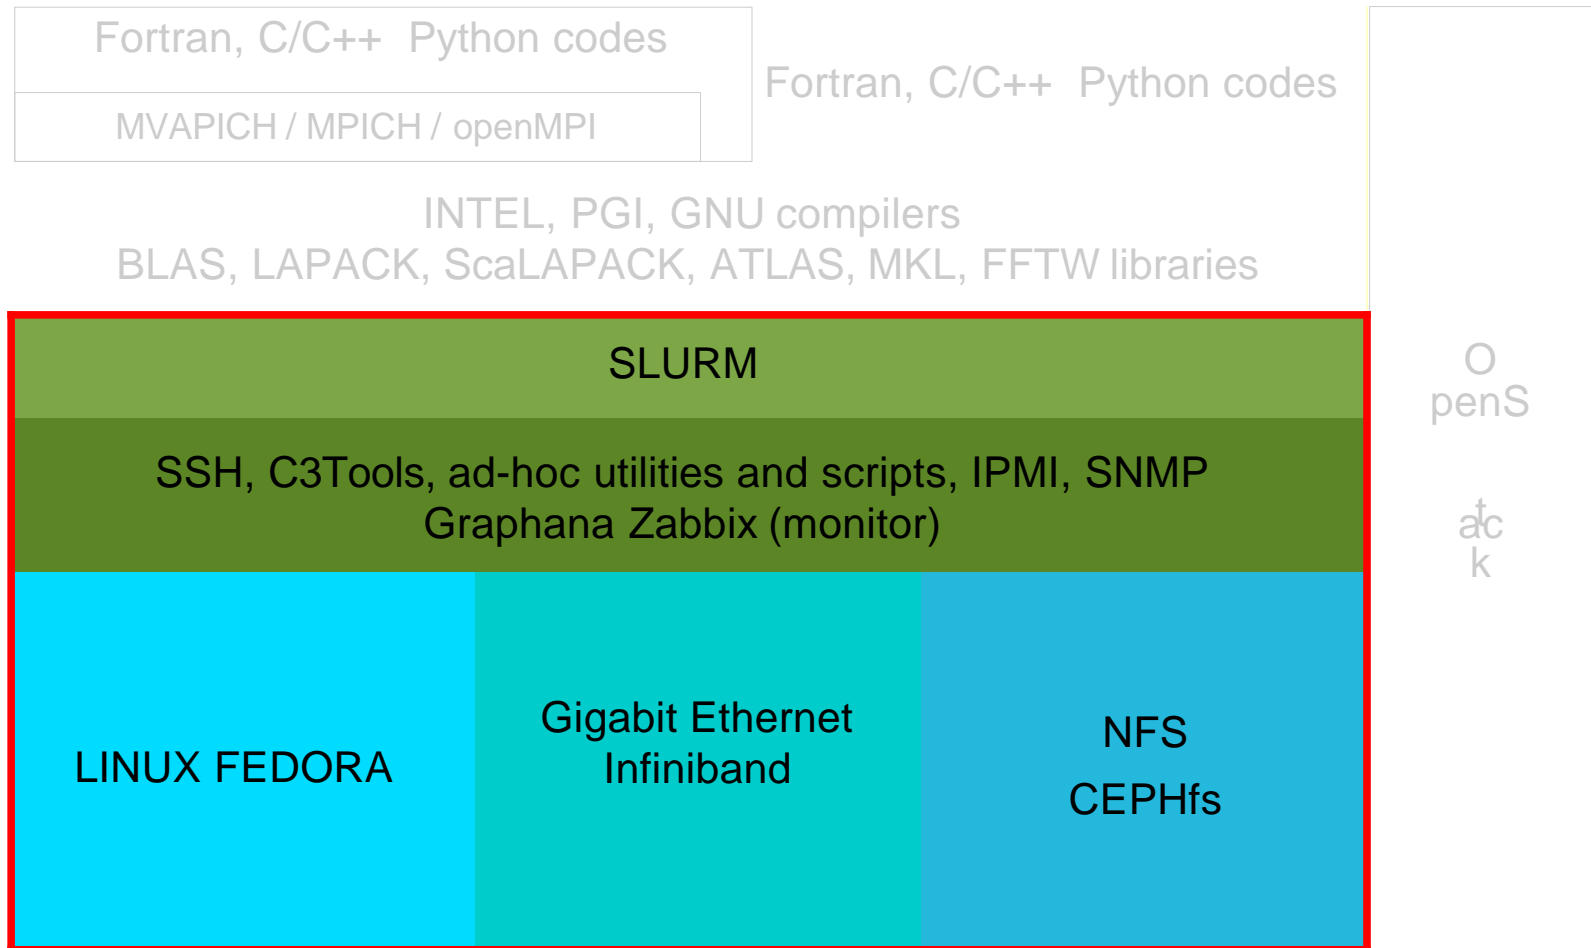 Fortran, C/C++ Python codes
Fortran, C/C++ Python codes
MVAPICH / MPICH / openMPI
INTEL, PGI, GNU compilers
BLAS, LAPACK, ScaLAPACK, ATLAS, MKL, FFTW libraries
SLURM
SSH, C3Tools, ad-hoc utilities and scripts, IPMI, SNMP
Graphana Zabbix (monitor)
LINUX FEDORA
Gigabit Ethernet
Infiniband
NFS
CEPHfs
O
penS
t
ac
k